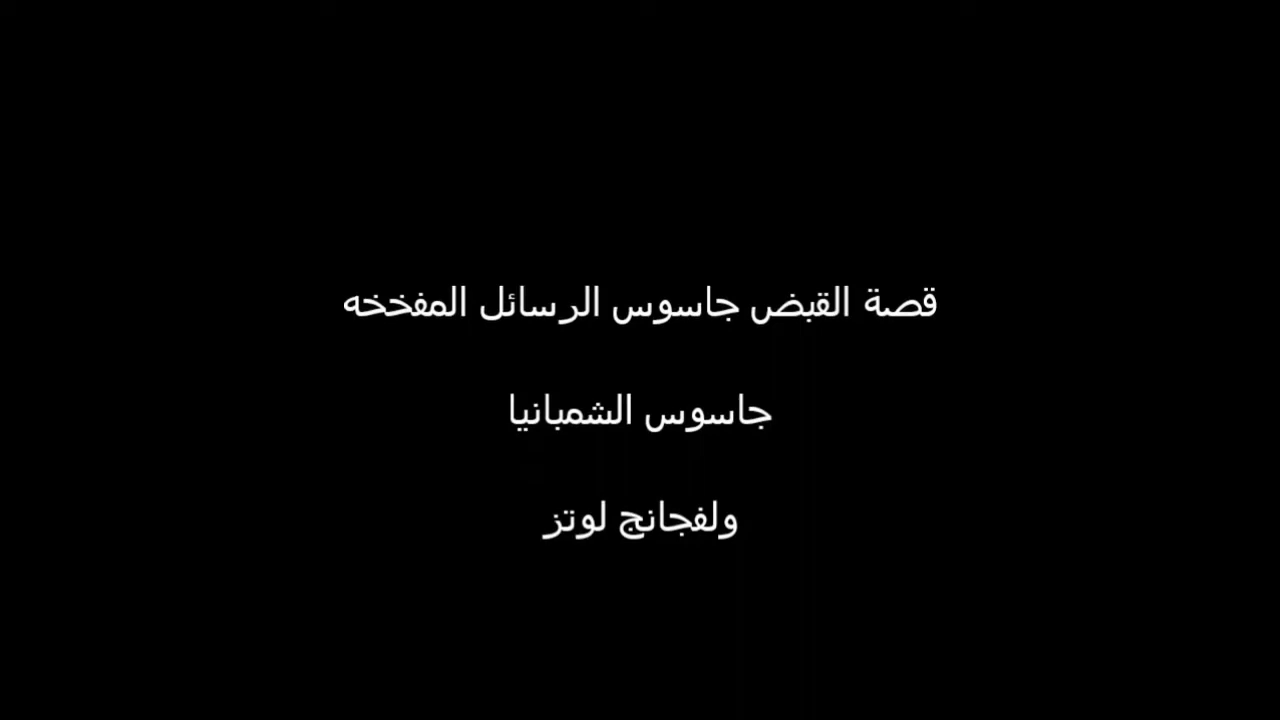 قصة القبض جاسوس الرسائل المفخخه
جاسوس الشمبانيا
ولفجانج لوتز